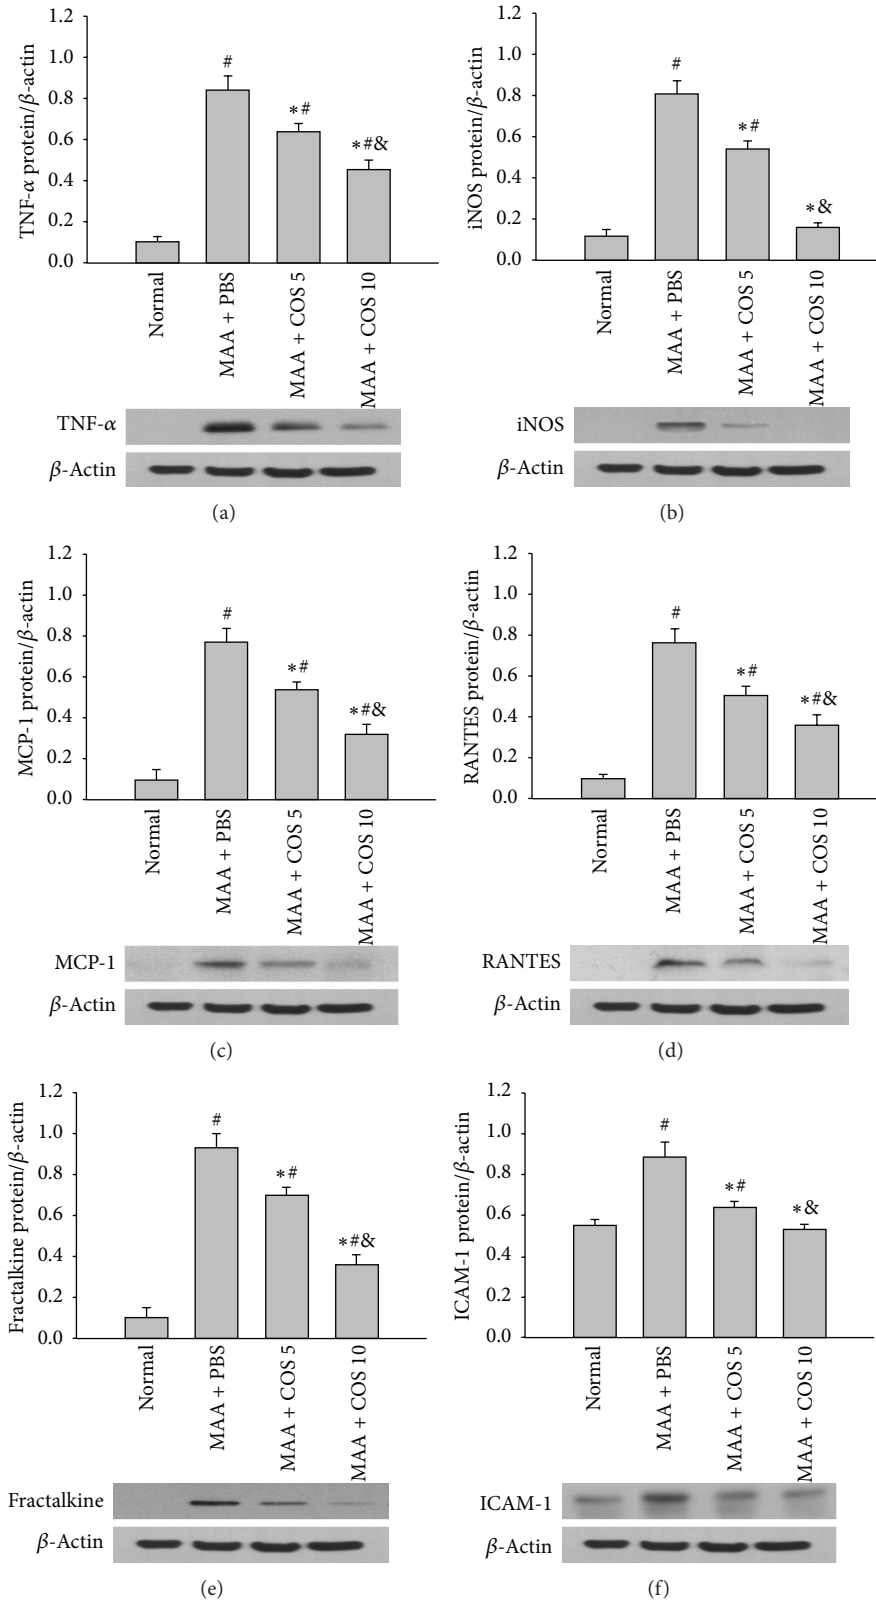 TNF-α protein/β-actin
1.2
1.0
0.8
0.6
0.4
0.2
0.0
#
*#
*#&
Normal
MAA + PBS
MAA + COS 5
MAA + COS 10
TNF-α
β-Actin
(a)
iNOS protein/β-actin
1.2
1.0
0.8
0.6
0.4
0.2
0.0
#
*#
*&
Normal
MAA + PBS
MAA + COS 5
MAA + COS 10
iNOS
β-Actin
(b)
MCP-1 protein/β-actin
1.2
1.0
0.8
0.6
0.4
0.2
0.0
#
*#
*#&
Normal
MAA + PBS
MAA + COS 5
MAA + COS 10
MCP-1
β-Actin
(c)
RANTES protein/β-actin
1.2
1.0
0.8
0.6
0.4
0.2
0.0
#
*#
*#&
Normal
MAA + PBS
MAA + COS 5
MAA + COS 10
RANTES
β-Actin
(d)
Fractalkine protein/β-actin
1.2
1.0
0.8
0.6
0.4
0.2
0.0
#
*#
*#&
Normal
MAA + PBS
MAA + COS 5
MAA + COS 10
Fractalkine
β-Actin
(e)
ICAM-1 protein/β-actin
1.2
1.0
0.8
0.6
0.4
0.2
0.0
#
*#
*&
Normal
MAA + PBS
MAA + COS 5
MAA + COS 10
ICAM-1
β-Actin
(f)